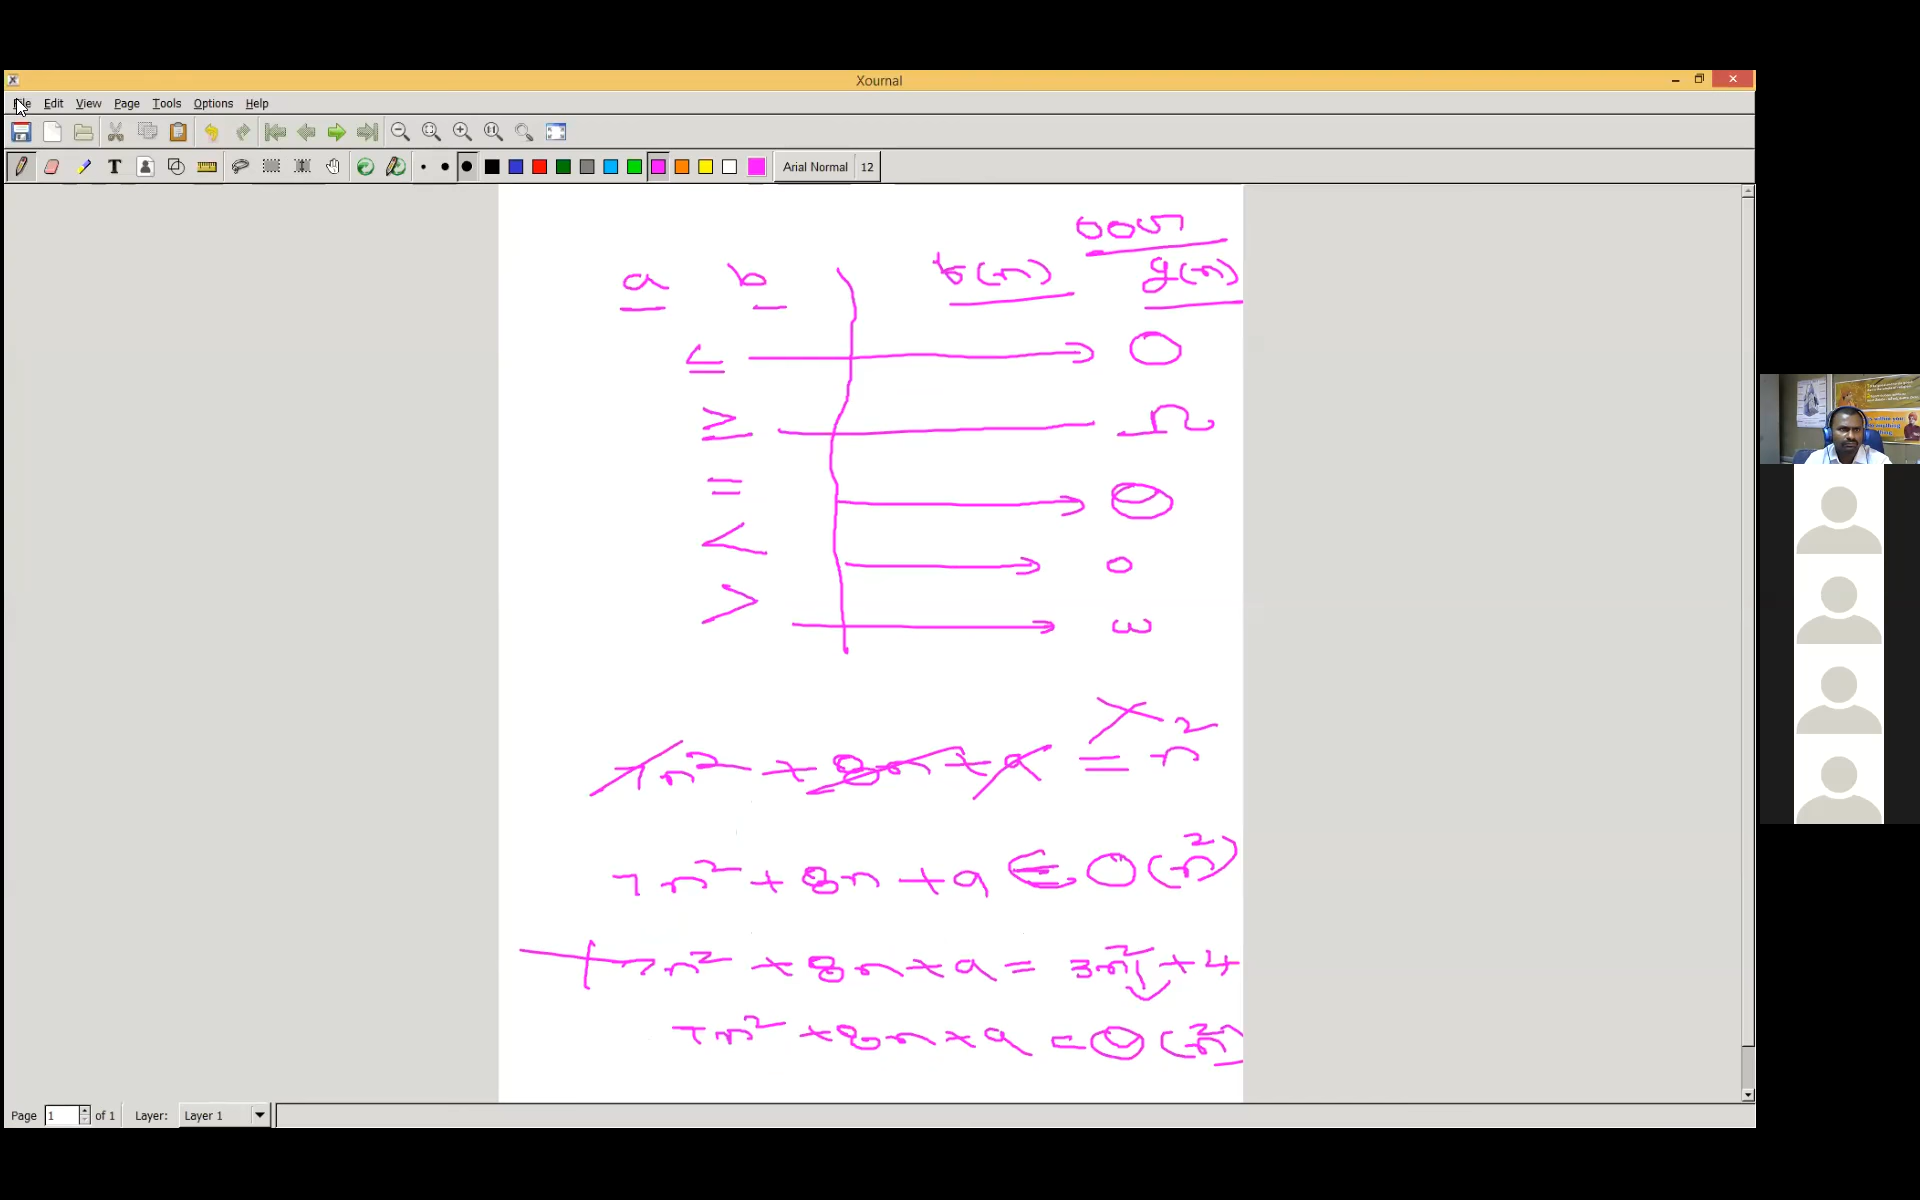 Xournal
File Edit View Page Tools Options Help
T Arial Normal 12
a b f(n) g(n)
≤ → O
≥ — Ω
= → Θ
< → o
> → ω
7n² + 8n + 9 = n²
7n² + 8n + 9 ∈ O(n²)
7n² + 8n + 9 = 3n² + 4
7n² + 8n + 9 = Θ(n²)
Page 1 of 1 Layer: Layer 1